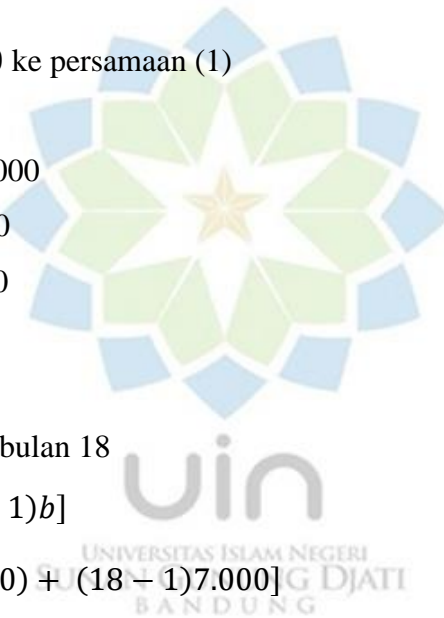 0 ke persamaan (1)
000
0
0
bulan 18
1)b]
0) + (18 − 1)7.000]
uin
UNIVERSITAS ISLAM NEGERI
SUNAN GUNUNG DJATI
BANDUNG